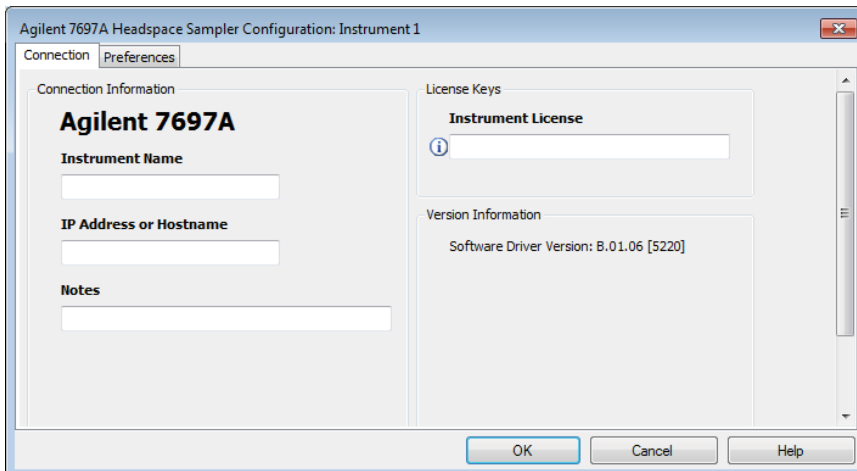 Agilent 7697A Headspace Sampler Configuration: Instrument 1
Connection
Preferences
Connection Information
Agilent 7697A
Instrument Name
IP Address or Hostname
Notes
License Keys
Instrument License
Version Information
Software Driver Version: B.01.06 [5220]
OK
Cancel
Help